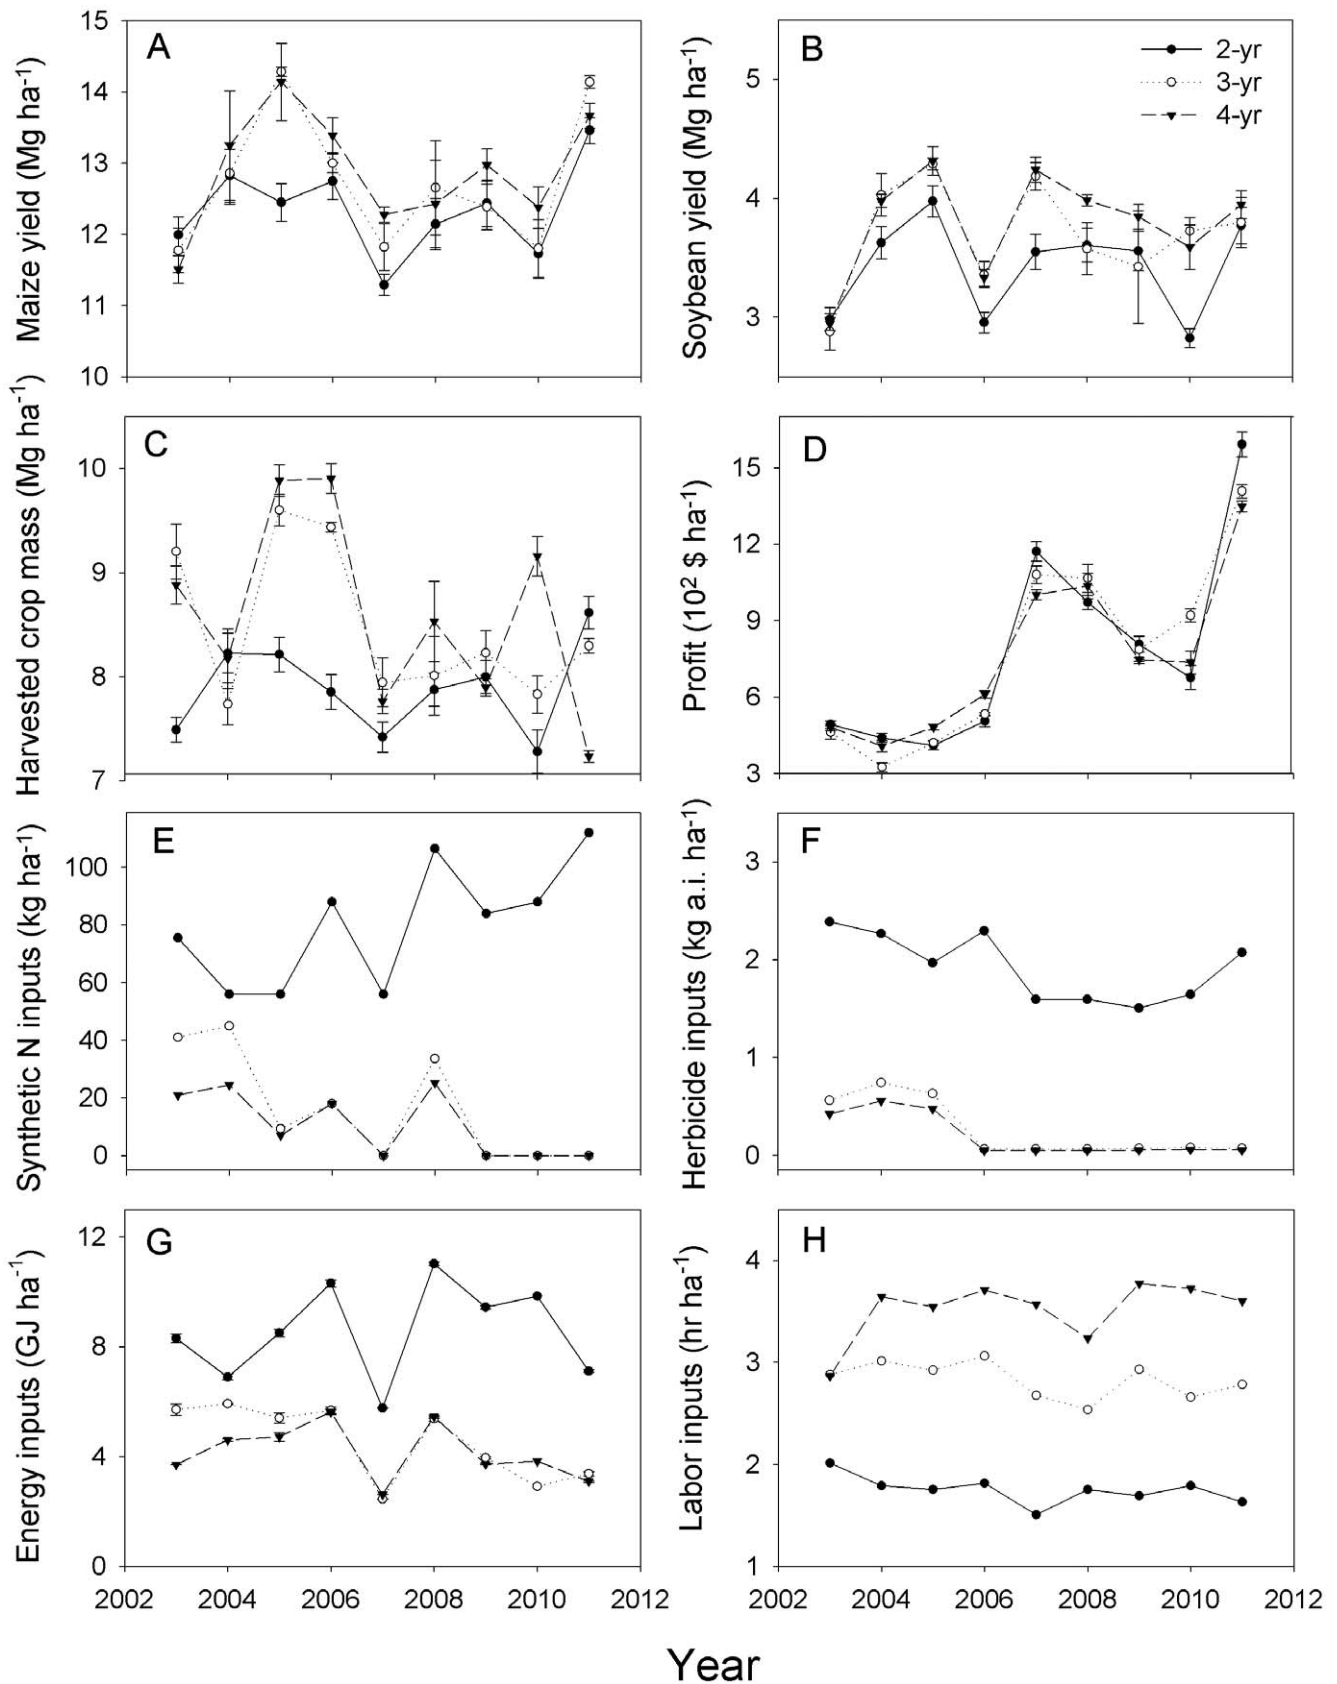 A
Maize yield (Mg ha-1)
15
14
13
12
11
10
B
2-yr
3-yr
4-yr
Soybean yield (Mg ha-1)
5
4
3
C
Harvested crop mass (Mg ha-1)
10
9
8
7
D
Profit (10² $ ha-1)
15
12
9
6
3
E
Synthetic N inputs (kg ha-1)
100
80
60
40
20
0
F
Herbicide inputs (kg a.i. ha-1)
3
2
1
0
G
Energy inputs (GJ ha-1)
12
8
4
0
2002 2004 2006 2008 2010 2012
H
Labor inputs (hr ha-1)
4
3
2
1
2002 2004 2006 2008 2010 2012
Year